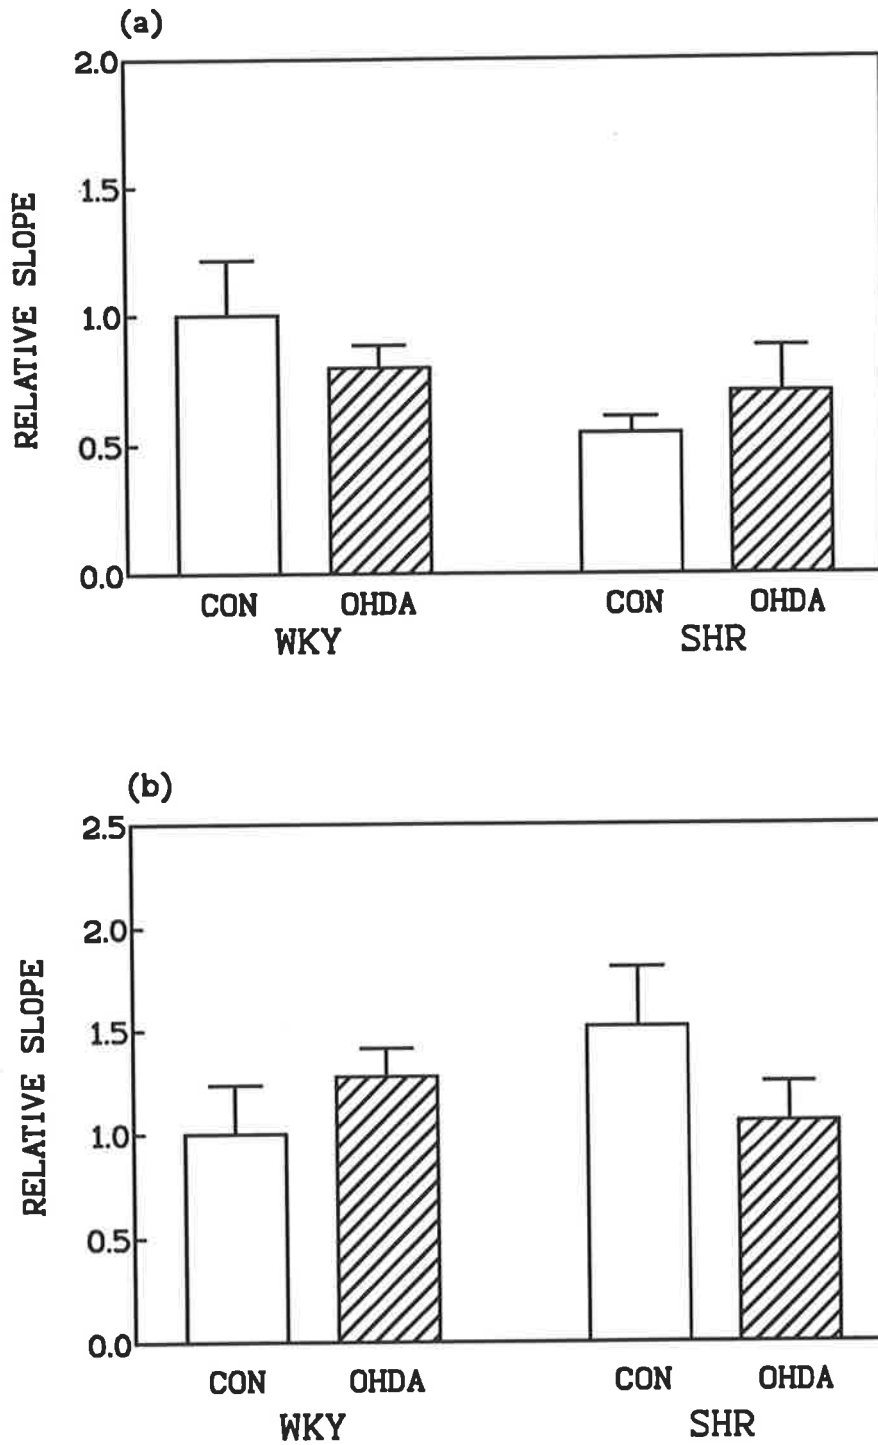 (a)
2.0
1.5
1.0
0.5
0.0
RELATIVE SLOPE
CON OHDA CON OHDA
WKY SHR
(b)
2.5
2.0
1.5
1.0
0.5
0.0
RELATIVE SLOPE
CON OHDA CON OHDA
WKY SHR